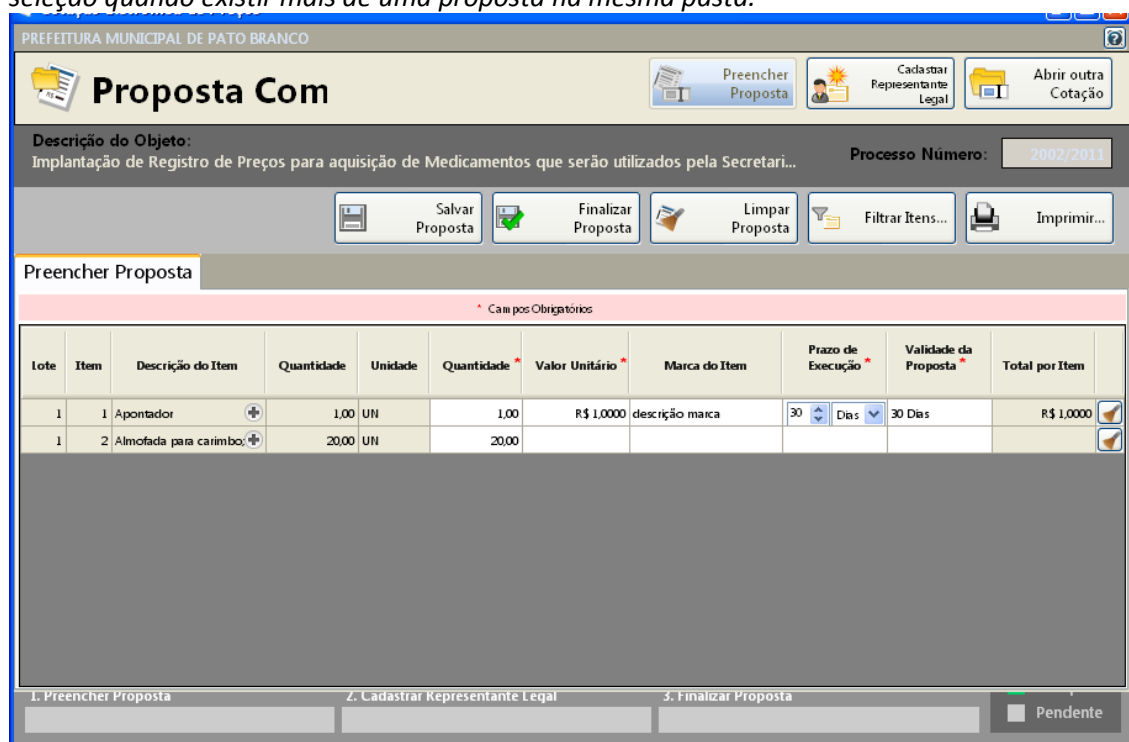 seleção quando existir mais de uma proposta na mesma pasta.
PREFEITURA MUNICIPAL DE PATO BRANCO
Proposta Com
Preencher Proposta
Cadastrar Representante Legal
Abrir outra Cotação
Descrição do Objeto:
Implantação de Registro de Preços para aquisição de Medicamentos que serão utilizados pela Secretari...
Processo Número: 2002/2011
Salvar Proposta
Finalizar Proposta
Limpar Proposta
Filtrar Itens...
Imprimir...
Preencher Proposta
* Campos Obrigatórios
Lote Item Descrição do Item Quantidade Unidade Quantidade * Valor Unitário * Marca do Item Prazo de Execução * Validade da Proposta * Total por Item
1 1 Apontador 1,00 UN 1,00 R$ 1,0000 descrição marca 30 Dias 30 Dias R$ 1,0000
1 2 Almofada para carimbo; 20,00 UN 20,00
1. Preencher Proposta 2. Cadastrar Representante Legal 3. Finalizar Proposta
Pendente